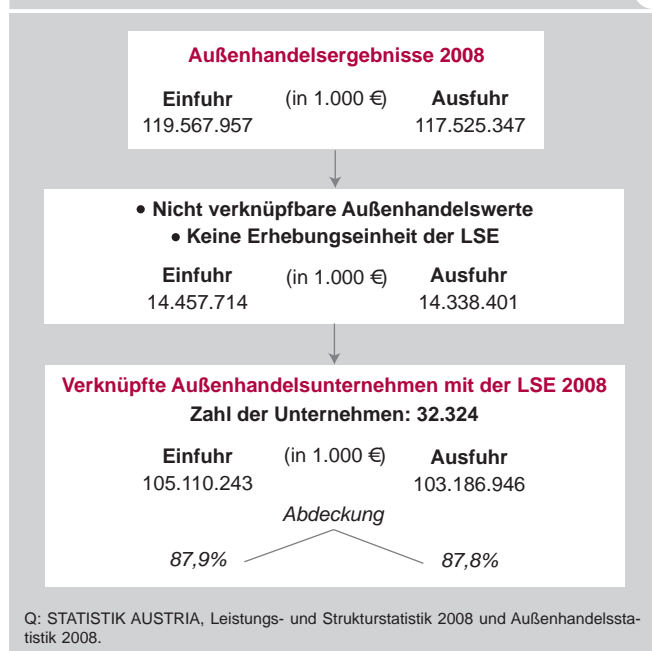 Außenhandelsergebnisse 2008
Einfuhr (in 1.000 €) Ausfuhr
119.567.957 117.525.347
• Nicht verknüpfbare Außenhandelswerte
• Keine Erhebungseinheit der LSE
Einfuhr (in 1.000 €) Ausfuhr
14.457.714 14.338.401
Verknüpfte Außenhandelsunternehmen mit der LSE 2008
Zahl der Unternehmen: 32.324
Einfuhr (in 1.000 €) Ausfuhr
105.110.243 103.186.946
Abdeckung
87,9% 87,8%
Q: STATISTIK AUSTRIA, Leistungs- und Strukturstatistik 2008 und Außenhandelssta-
tistik 2008.